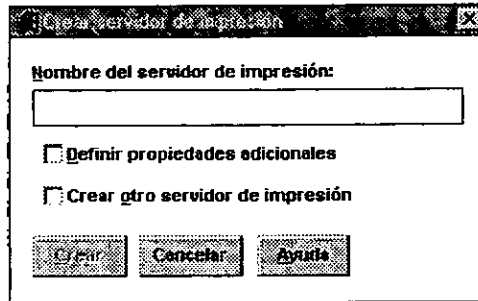 Crear servidor de impresión
Nombre del servidor de impresión:
Definir propiedades adicionales
Crear otro servidor de impresión
Crear Cancelar Ayuda